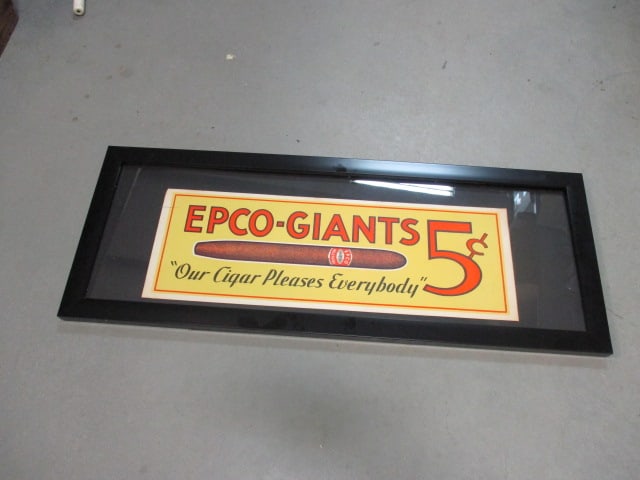 EPCO-GIANTS 5¢
"Our Cigar Pleases Everybody"